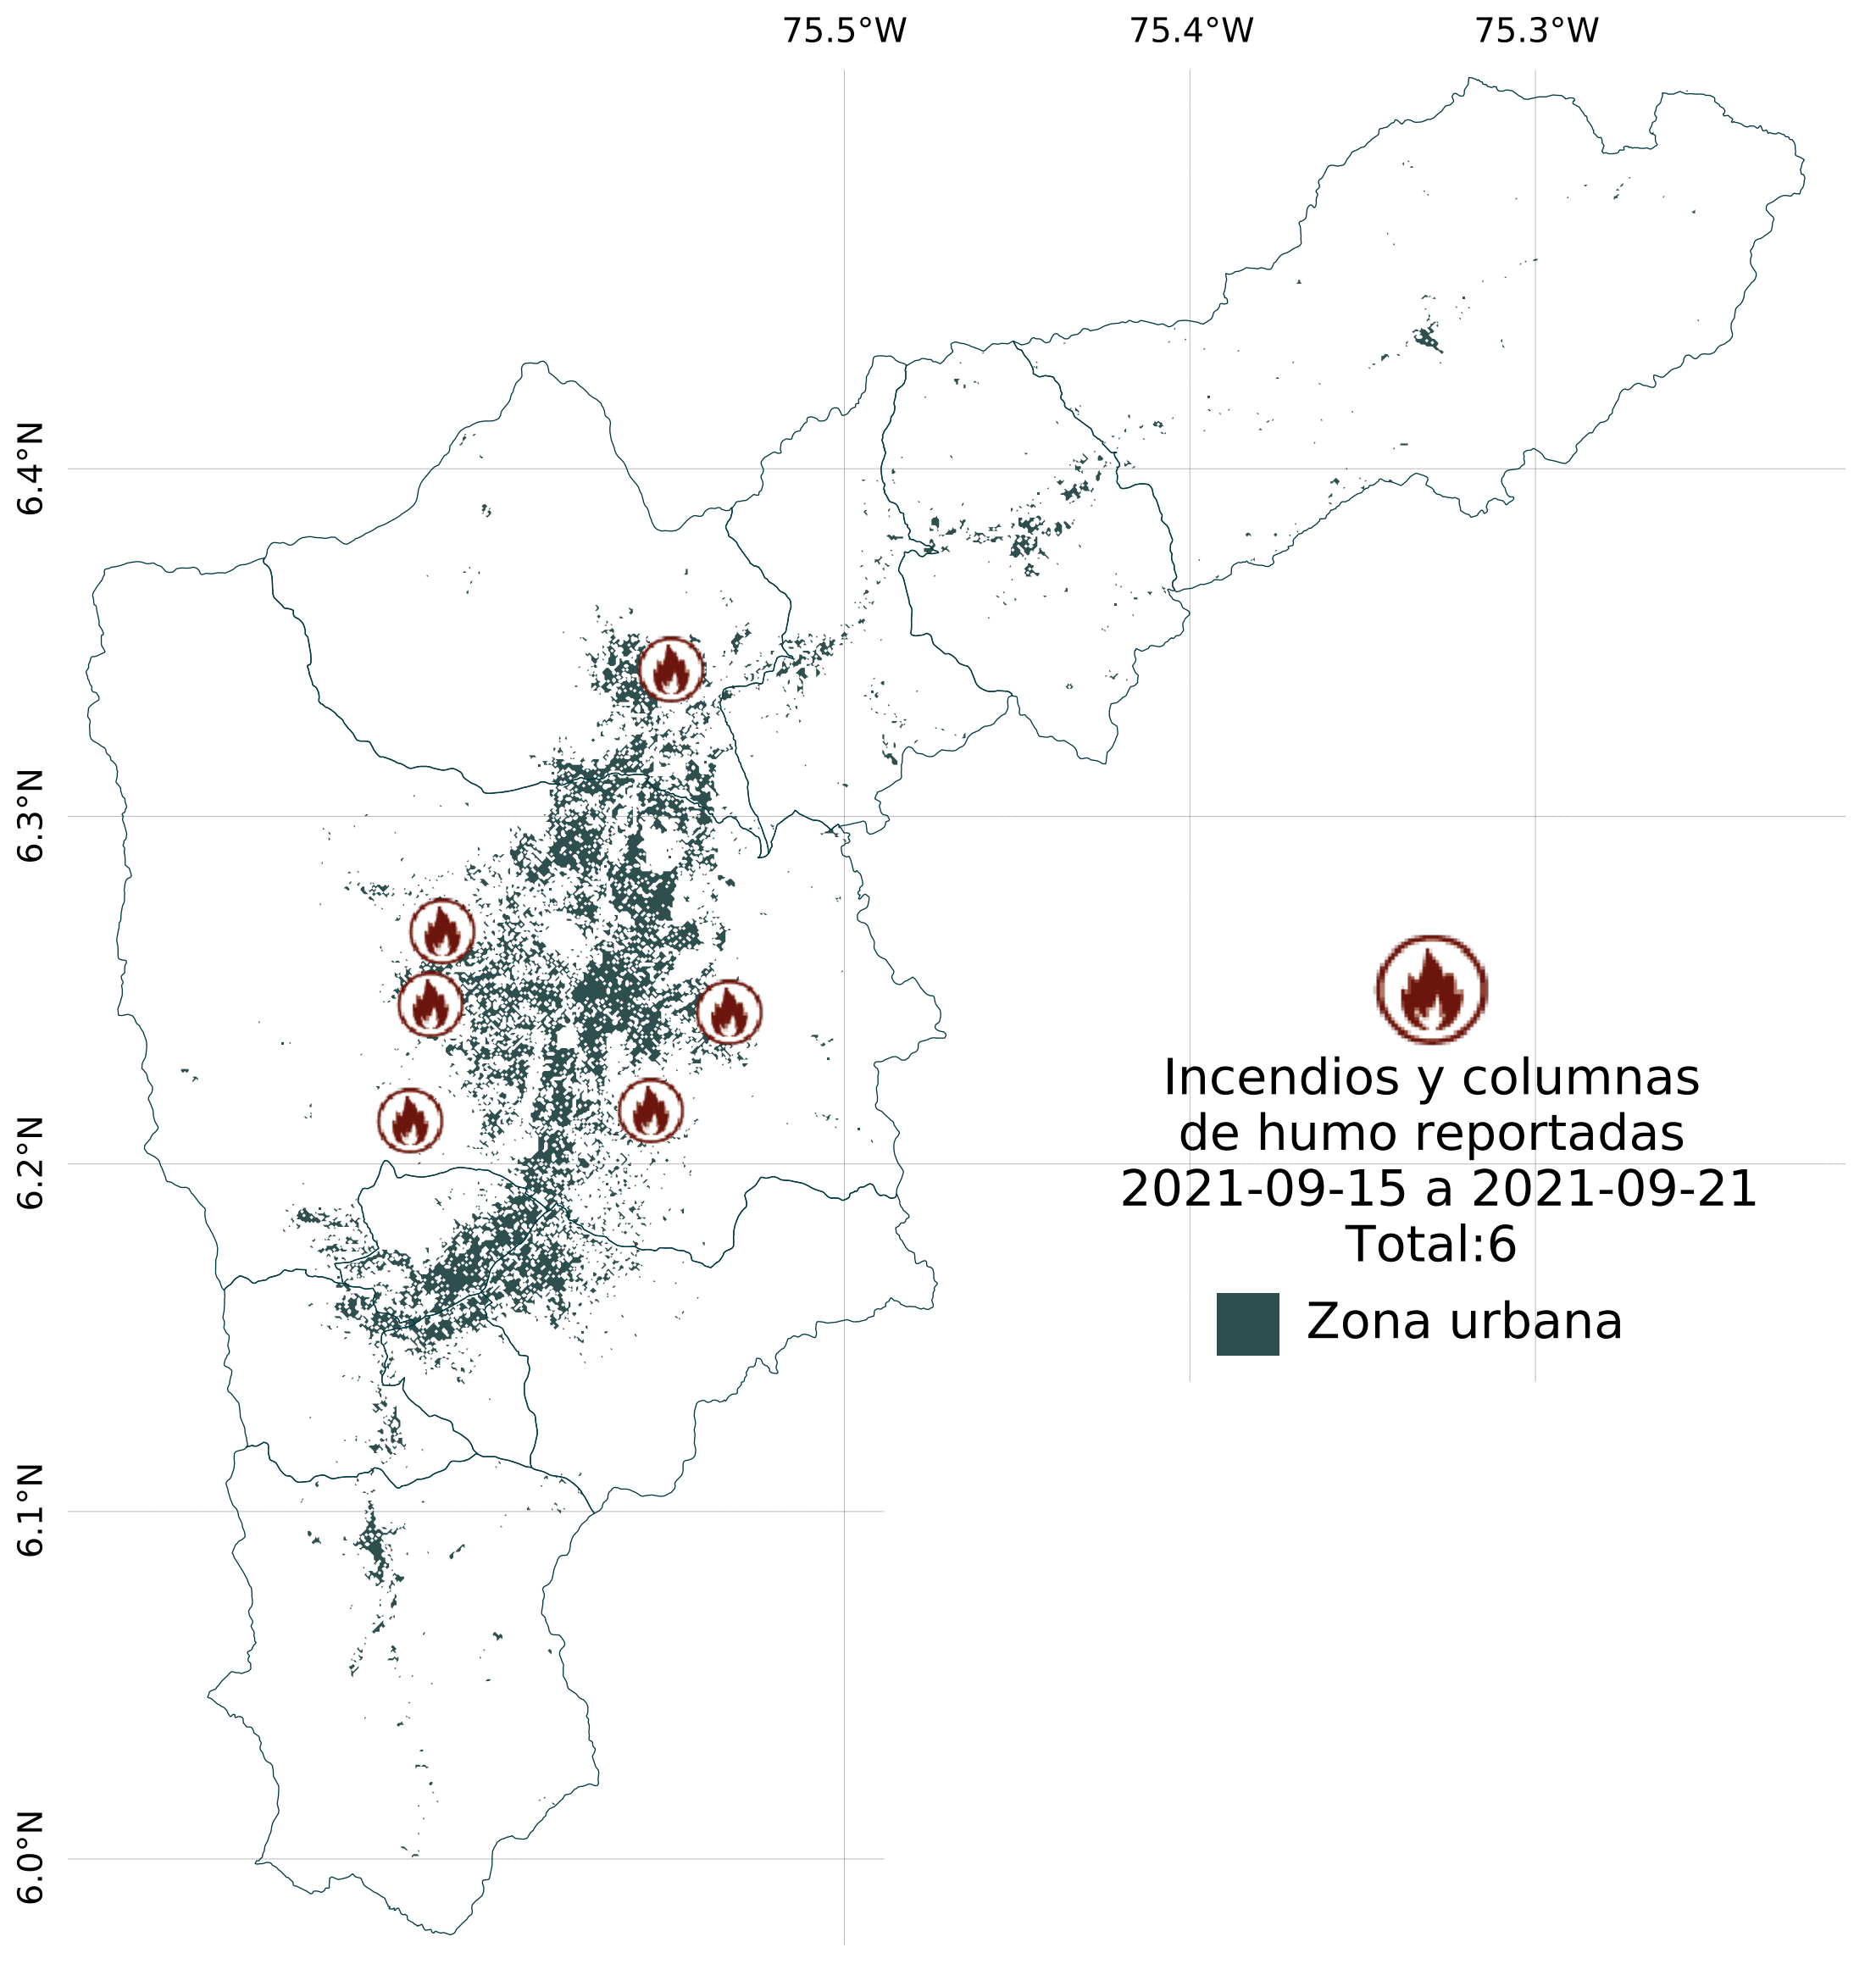 75.5°W
75.4°W
75.3°W
6.4°N
6.3°N
6.2°N
6.1°N
6.0°N
Incendios y columnas
de humo reportadas
2021-09-15 a 2021-09-21
Total:6
Zona urbana